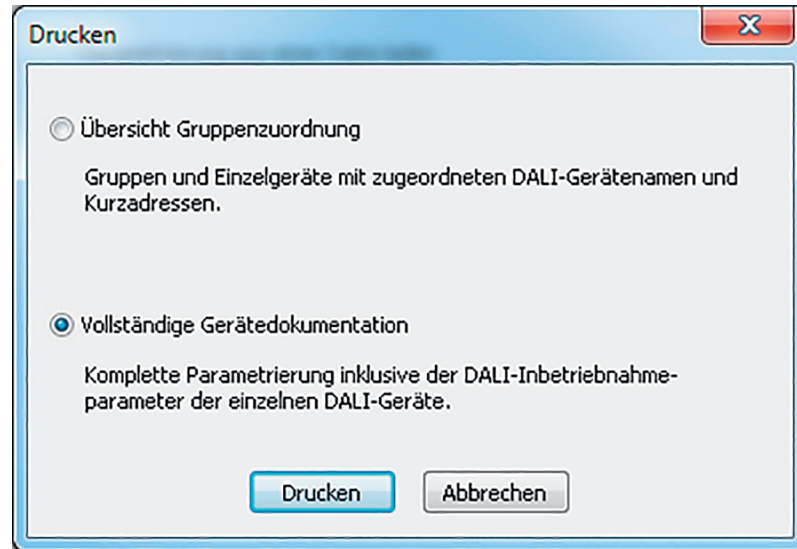 Drucken
Übersicht Gruppenzuordnung
Gruppen und Einzelgeräte mit zugeordneten DALI-Gerätenamen und
Kurzadressen.
Vollständige Gerätedokumentation
Komplette Parametrierung inklusive der DALI-Inbetriebnahme-
parameter der einzelnen DALI-Geräte.
Drucken
Abbrechen